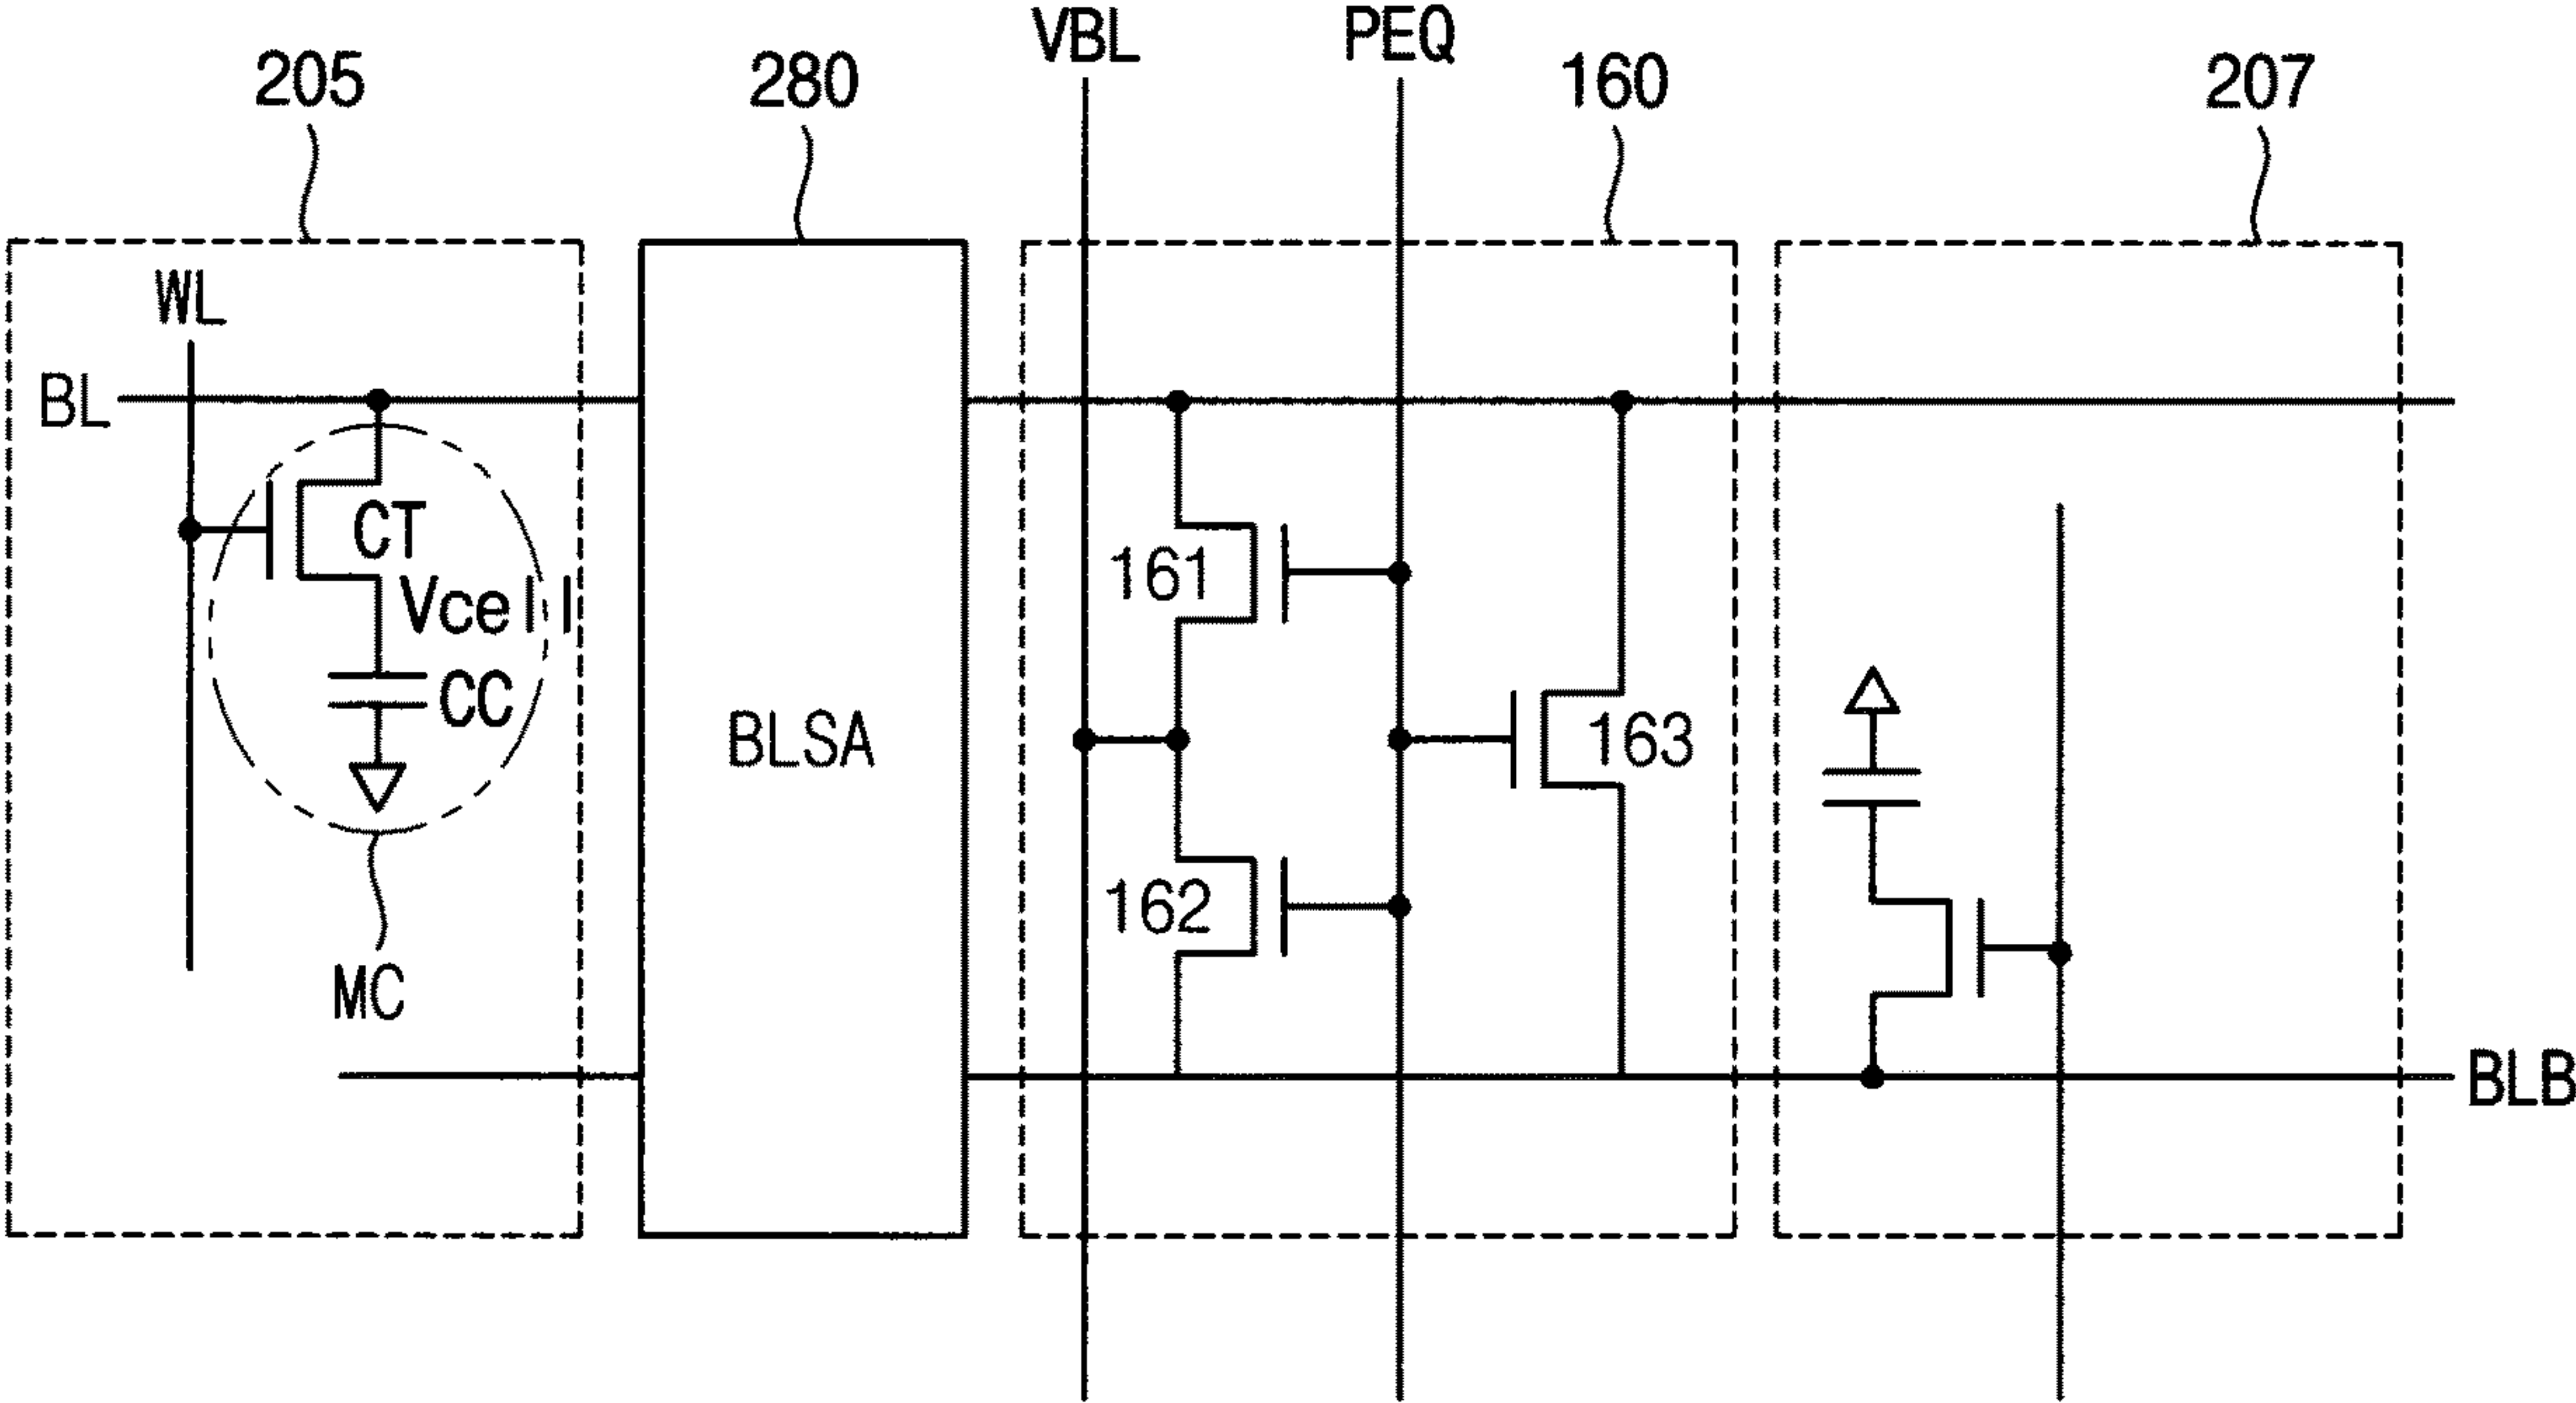 VBL
PEQ
205
280
160
207
WL
BL
CT
161
Vcell
CC
BLSA
163
162
MC
BLB